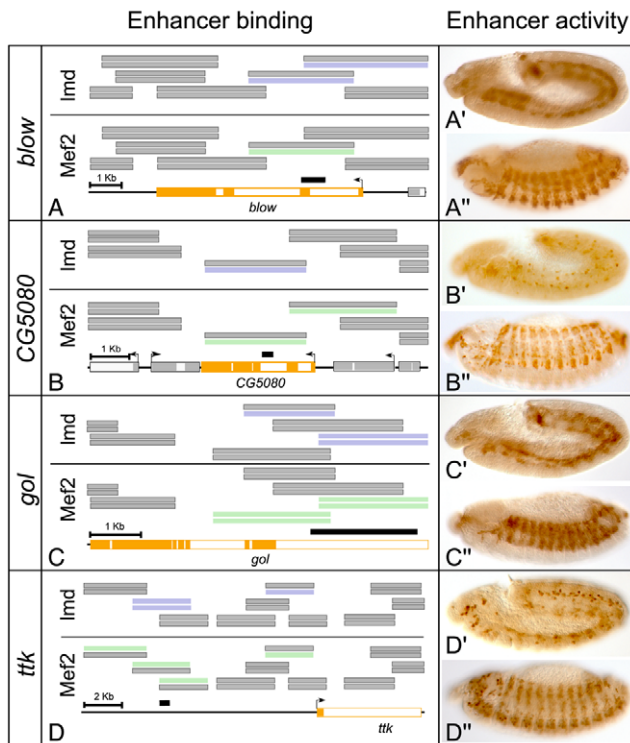 Enhancer binding Enhancer activity
blow
lmd
Mef2
1 Kb
A
blow
A'
A"
CG5080
lmd
Mef2
1 Kb
B
CG5080
B'
B"
gol
lmd
Mef2
1 Kb
C
gol
C'
C"
ttk
lmd
Mef2
2 Kb
D
ttk
D'
D"